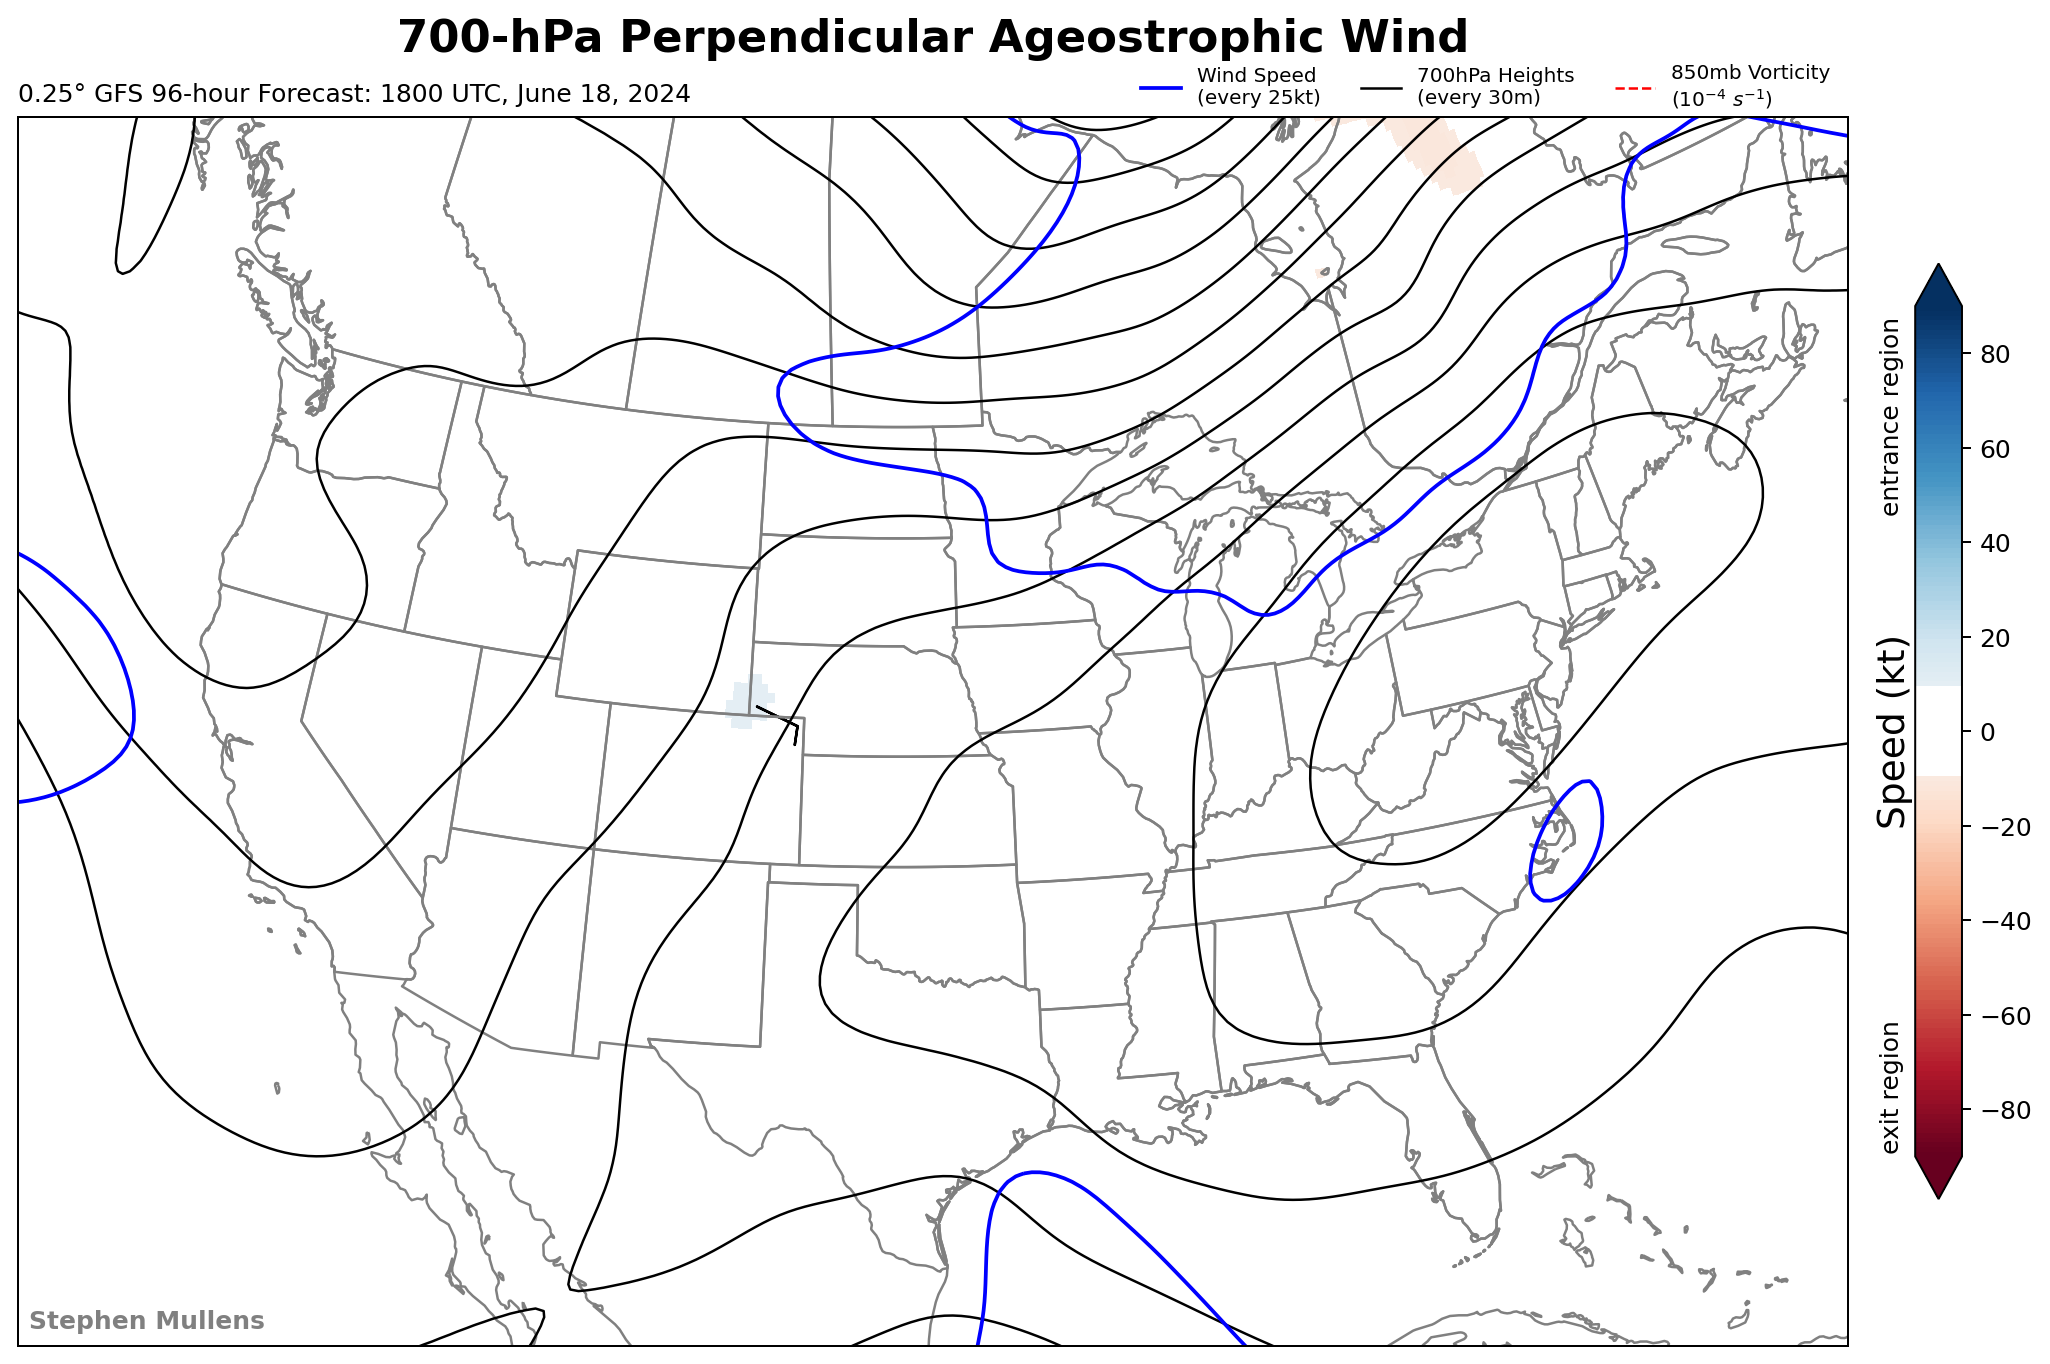 700-hPa Perpendicular Ageostrophic Wind
0.25° GFS 96-hour Forecast: 1800 UTC, June 18, 2024
Wind Speed
(every 25kt)
700hPa Heights
(every 30m)
850mb Vorticity
(10⁻⁴ s⁻¹)
entrance region
exit region
Speed (kt)
80
60
40
20
0
−20
−40
−60
−80
Stephen Mullens